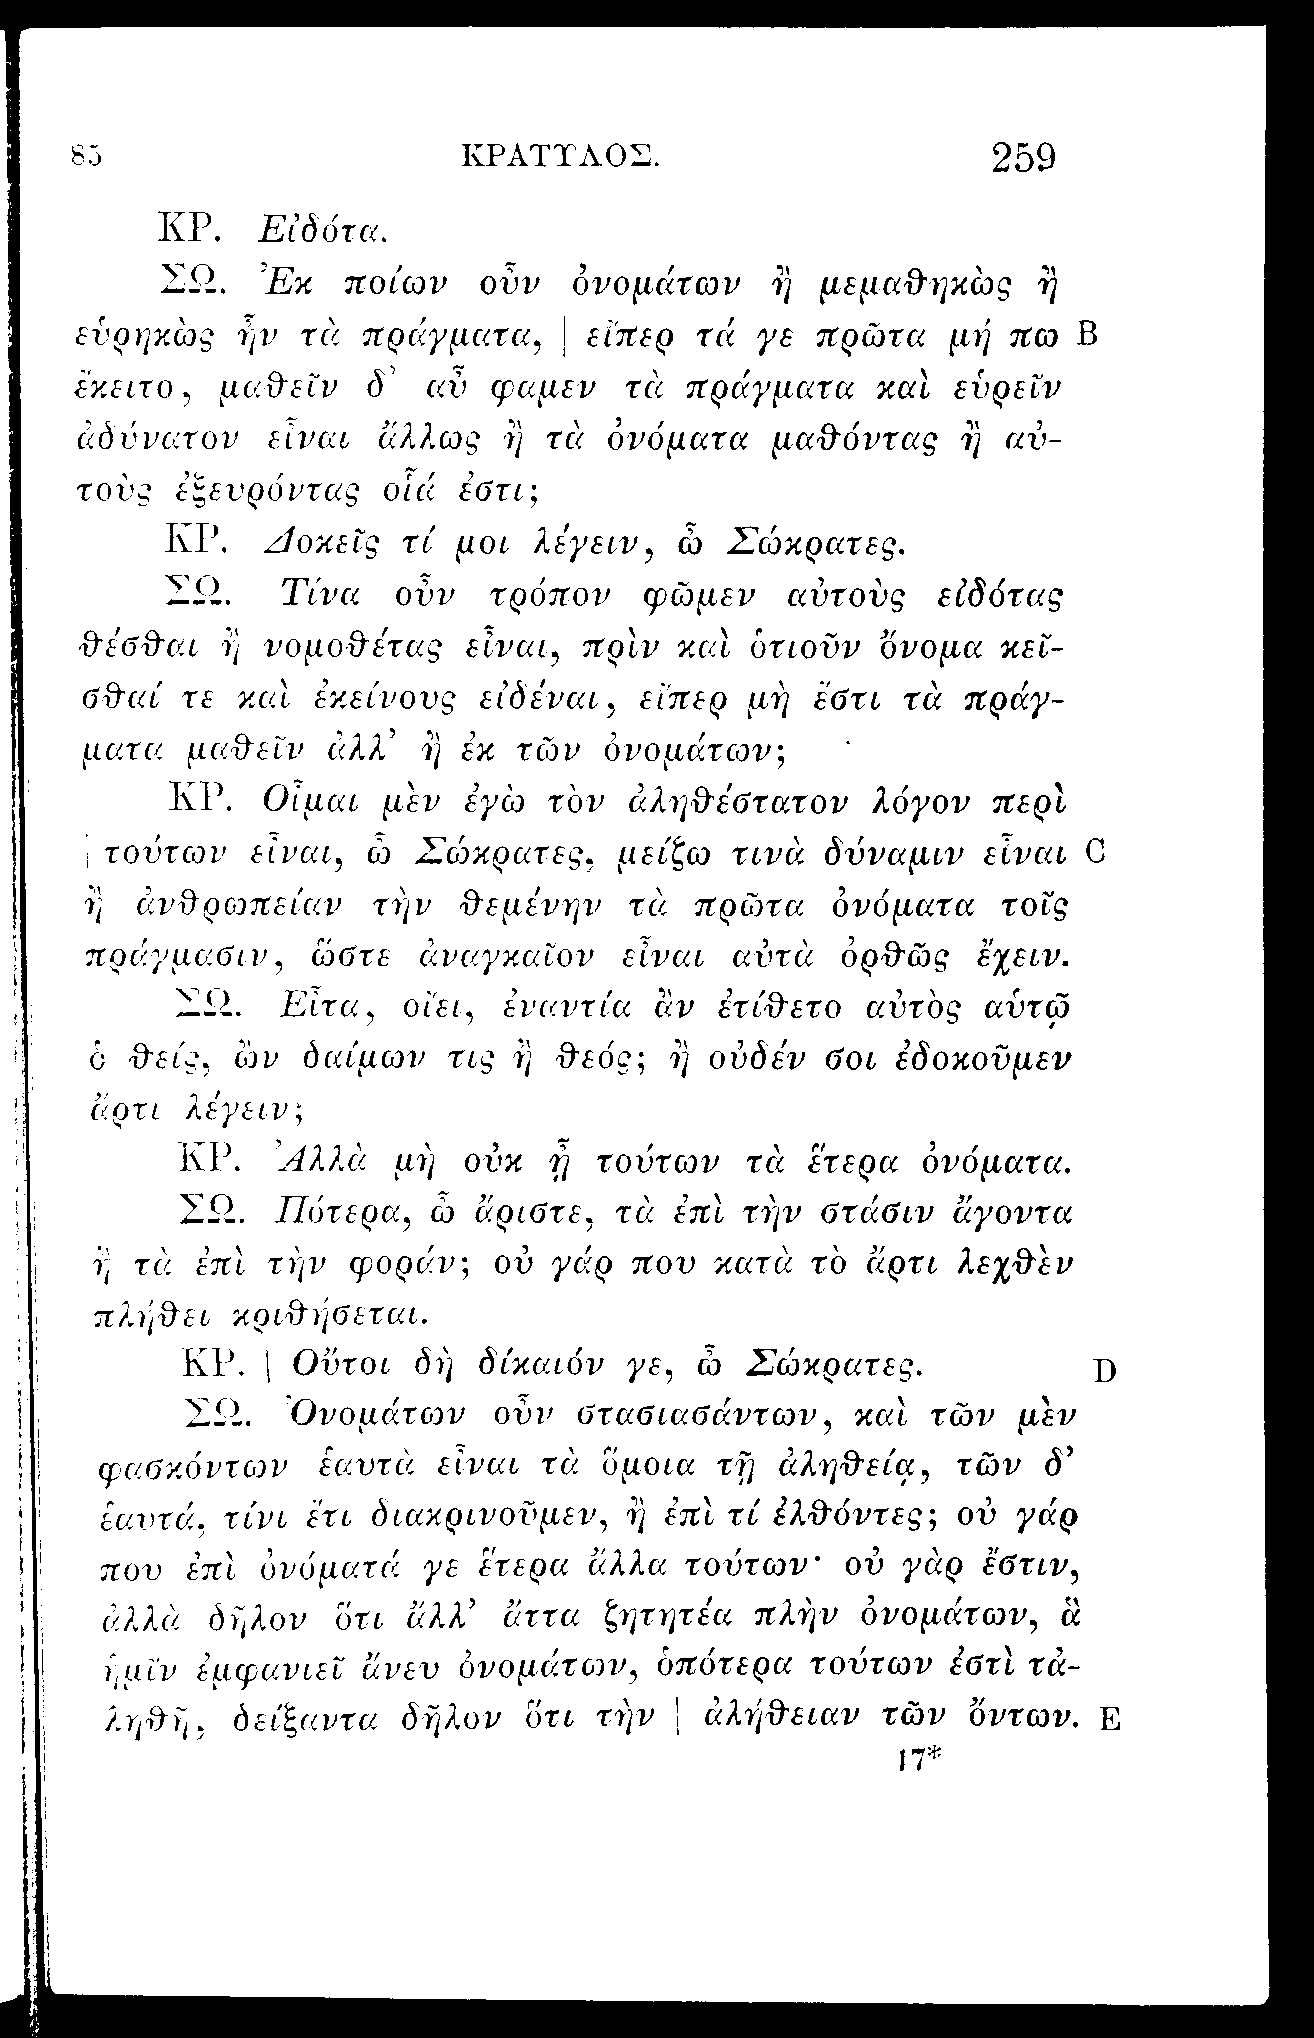 85 ΚΡΑΤΥΛΟΣ. 259
ΚΡ. Εἰδότα.
ΣΩ. Ἐκ ποίων οὖν ὀνομάτων ἢ μεμαθηκὼς ἢ
εὑρηκὼς ἦν τὰ πράγματα, | εἴπερ τά γε πρῶτα μή πω B
ἔκειτο, μαθεῖν δ᾽ αὖ φαμεν τὰ πράγματα καὶ εὑρεῖν
ἀδύνατον εἶναι ἄλλως ἢ τὰ ὀνόματα μαθόντας ἢ αὐ-
τοὺς ἐξευρόντας οἷά ἐστι;
ΚΡ. Δοκεῖς τί μοι λέγειν, ὦ Σώκρατες.
ΣΩ. Τίνα οὖν τρόπον φῶμεν αὐτοὺς εἰδότας
θέσθαι ἢ νομοθέτας εἶναι, πρὶν καὶ ὁτιοῦν ὄνομα κεῖ-
σθαί τε καὶ ἐκείνους εἰδέναι, εἴπερ μὴ ἔστι τὰ πράγ-
ματα μαθεῖν ἀλλ᾽ ἢ ἐκ τῶν ὀνομάτων;
ΚΡ. Οἶμαι μὲν ἐγὼ τὸν ἀληθέστατον λόγον περὶ
| τούτων εἶναι, ὦ Σώκρατες, μείζω τινὰ δύναμιν εἶναι C
ἢ ἀνθρωπείαν τὴν θεμένην τὰ πρῶτα ὀνόματα τοῖς
πράγμασιν, ὥστε ἀναγκαῖον εἶναι αὐτὰ ὀρθῶς ἔχειν.
ΣΩ. Εἶτα, οἴει, ἐναντία ἂν ἐτίθετο αὐτὸς αὑτῷ
ὁ θείς, ὢν δαίμων τις ἢ θεός; ἢ οὐδέν σοι ἐδοκοῦμεν
ἄρτι λέγειν;
ΚΡ. Ἀλλὰ μὴ οὐκ ᾖ τούτων τὰ ἕτερα ὀνόματα.
ΣΩ. Πότερα, ὦ ἄριστε, τὰ ἐπὶ τὴν στάσιν ἄγοντα
ἢ τὰ ἐπὶ τὴν φοράν; οὐ γάρ που κατὰ τὸ ἄρτι λεχθὲν
πλήθει κριθήσεται.
ΚΡ. | Οὔτοι δὴ δίκαιόν γε, ὦ Σώκρατες. D
ΣΩ. Ὀνομάτων οὖν στασιασάντων, καὶ τῶν μὲν
φασκόντων ἑαυτὰ εἶναι τὰ ὅμοια τῇ ἀληθείᾳ, τῶν δ᾽
ἑαυτά, τίνι ἔτι διακρινοῦμεν, ἢ ἐπὶ τί ἐλθόντες; οὐ γάρ
που ἐπὶ ὀνόματά γε ἕτερα ἄλλα τούτων· οὐ γὰρ ἔστιν,
ἀλλὰ δῆλον ὅτι ἄλλ᾽ ἄττα ζητητέα πλὴν ὀνομάτων, ἃ
ἡμῖν ἐμφανιεῖ ἄνευ ὀνομάτων, ὁπότερα τούτων ἐστὶ τἀ-
ληθῆ, δείξαντα δῆλον ὅτι τὴν | ἀλήθειαν τῶν ὄντων. E
17*